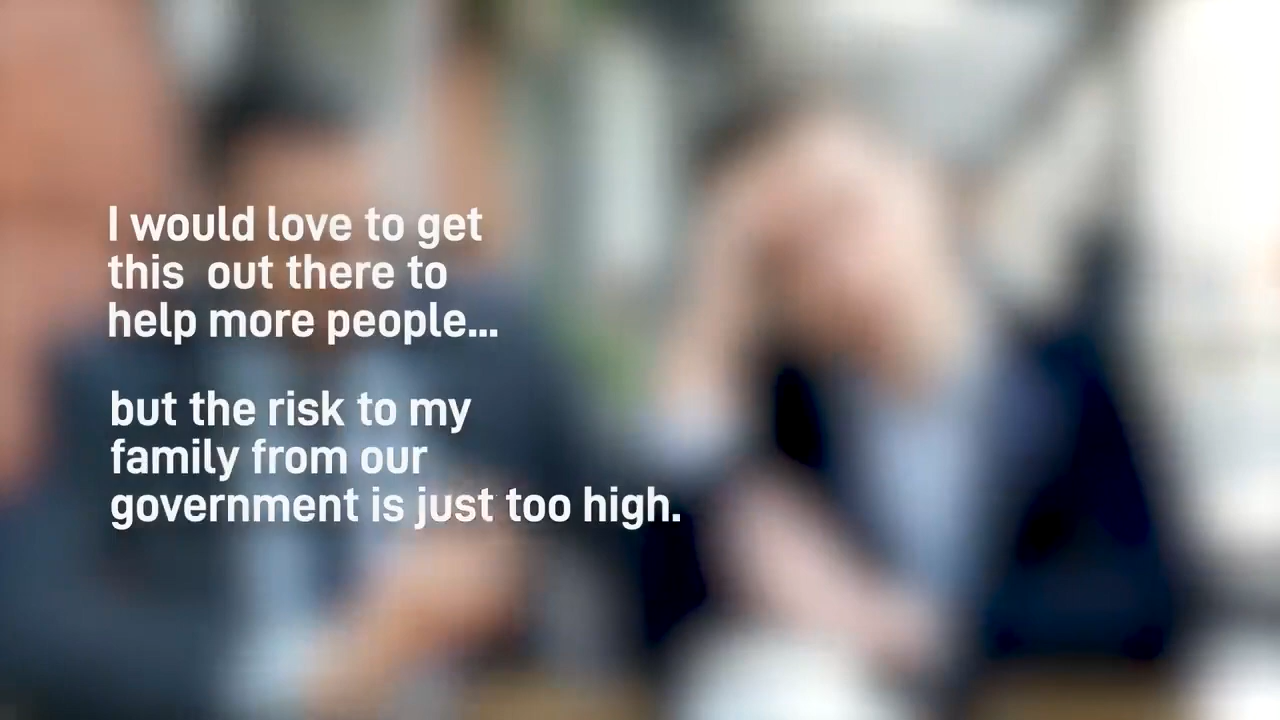 I would love to get
this  out there to
help more people...
but the risk to my
family from our
government is just too high.